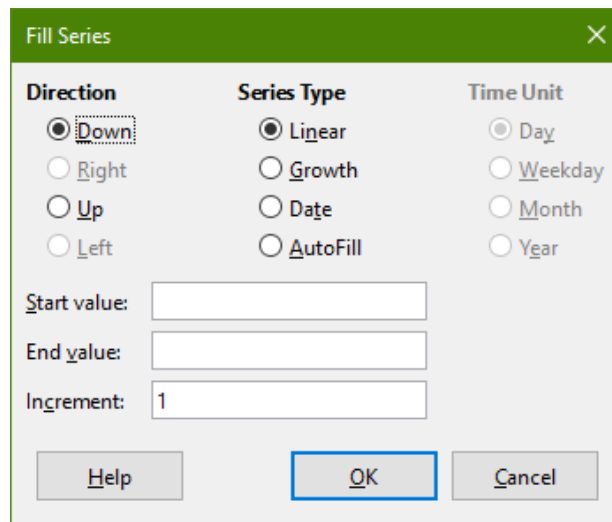 Fill Series
Direction Series Type Time Unit
Down Linear Day
Right Growth Weekday
Up Date Month
Left AutoFill Year
Start value:
End value:
Increment: 1
Help OK Cancel